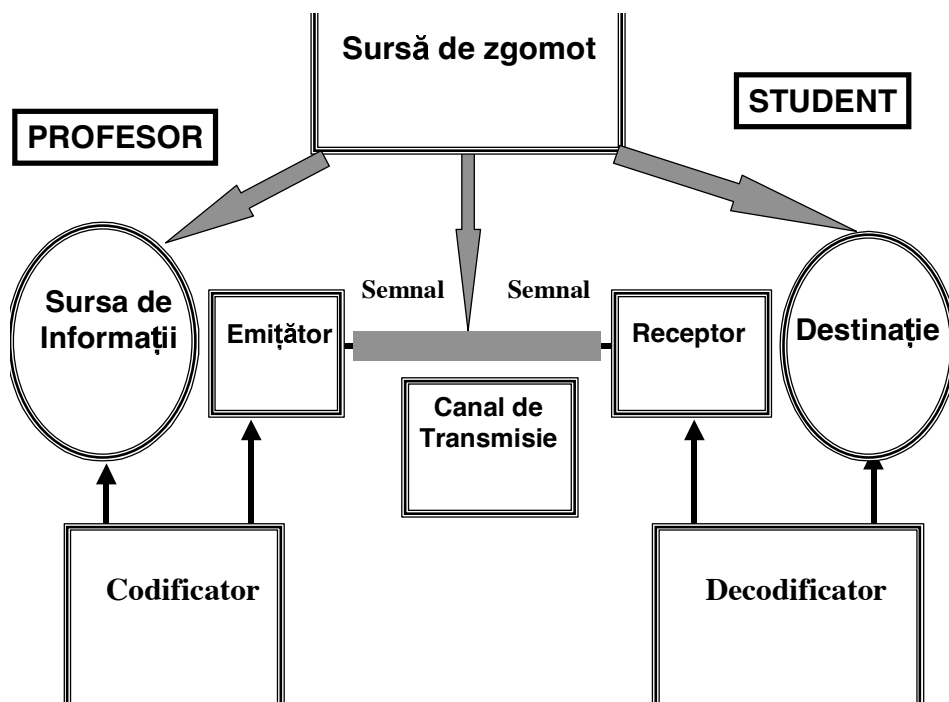 Sursă de zgomot
PROFESOR
STUDENT
Semnal
Semnal
Sursa de
Informații
Emițător
Receptor
Destinație
Canal de
Transmisie
Codificator
Decodificator